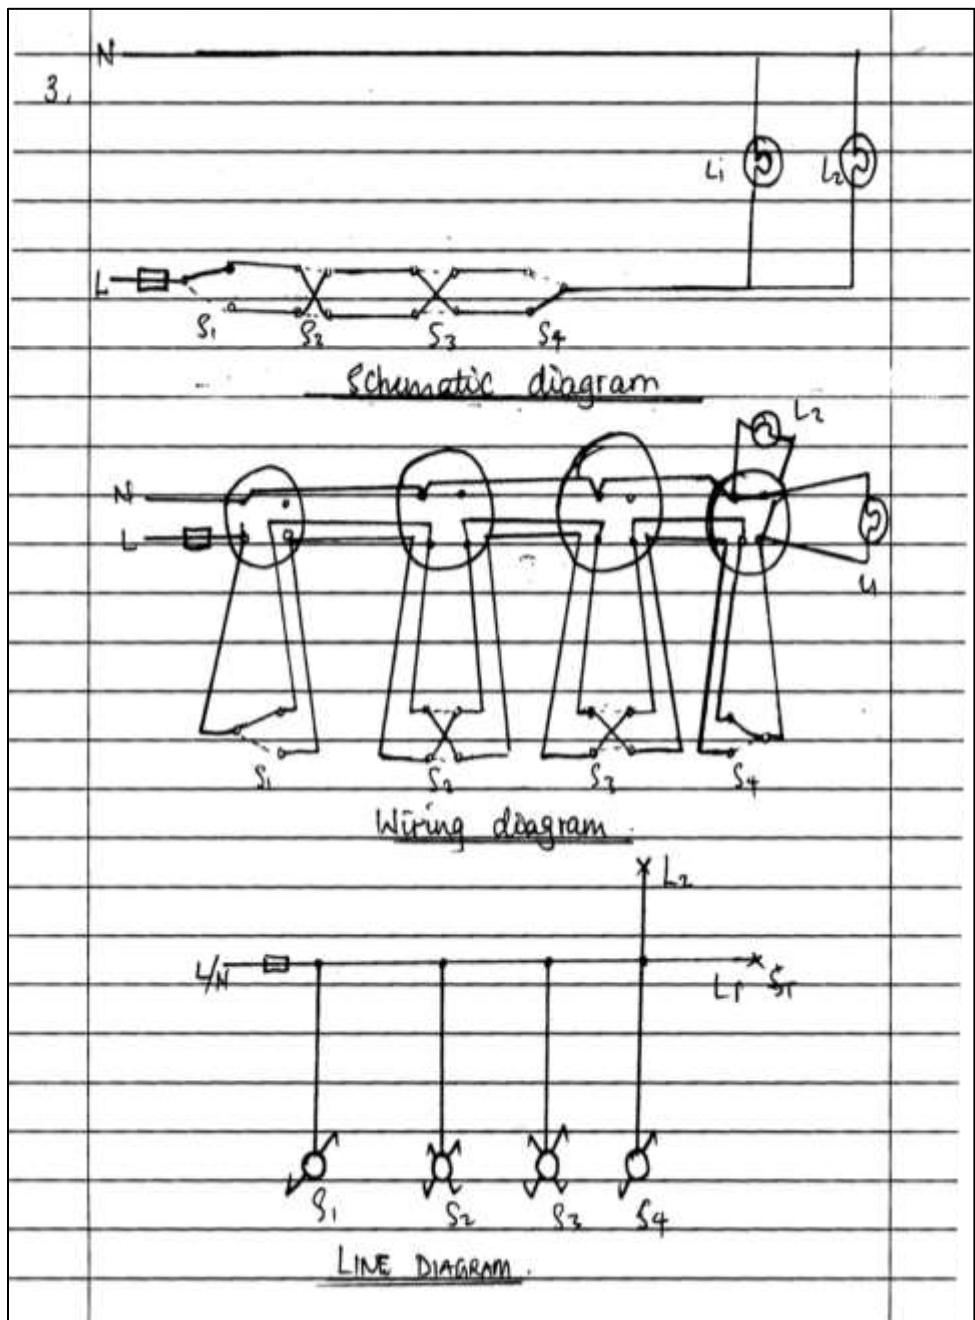 N
3.
L1 L2
L
S1 S2 S3 S4
Schematic diagram
L2
N
L
L1
S1 S2 S3 S4
Wiring diagram.
L2
L/N
L1
S1 S2 S3 S4
LINE DIAGRAM.